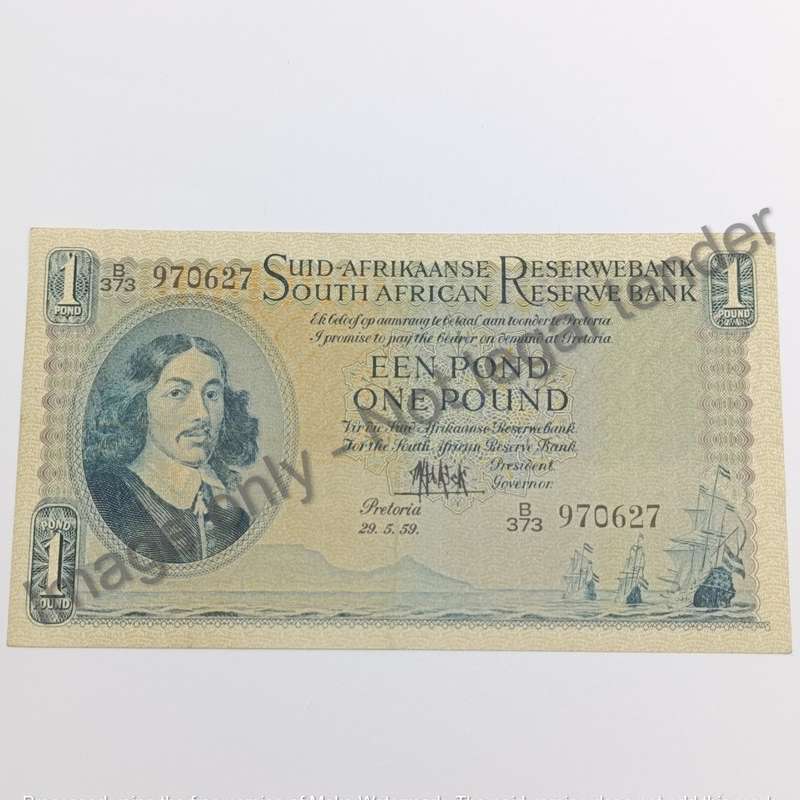 1
POND
B/373 970627
SUID-AFRIKAANSE RESERWEBANK
SOUTH AFRICAN RESERVE BANK
1
POUND
Ek beloof op aanvraag te betaal aan toonder te Pretoria
I promise to pay the bearer on demand at Pretoria.
EEN POND
ONE POUND
Vir die Suid Afrikaanse Reserwebank.
For the South African Reserve Bank.
President.
Governor.
Pretoria
29. 5. 59.
B/373 970627
POND
1
POUND
image only - Not legal tender